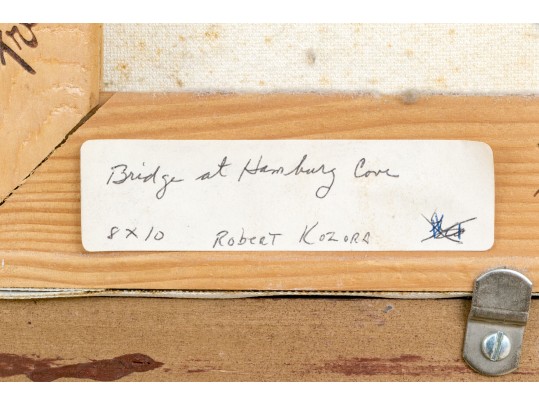 Bridge at Hamburg Cove
8 x 10 Robert Kozora